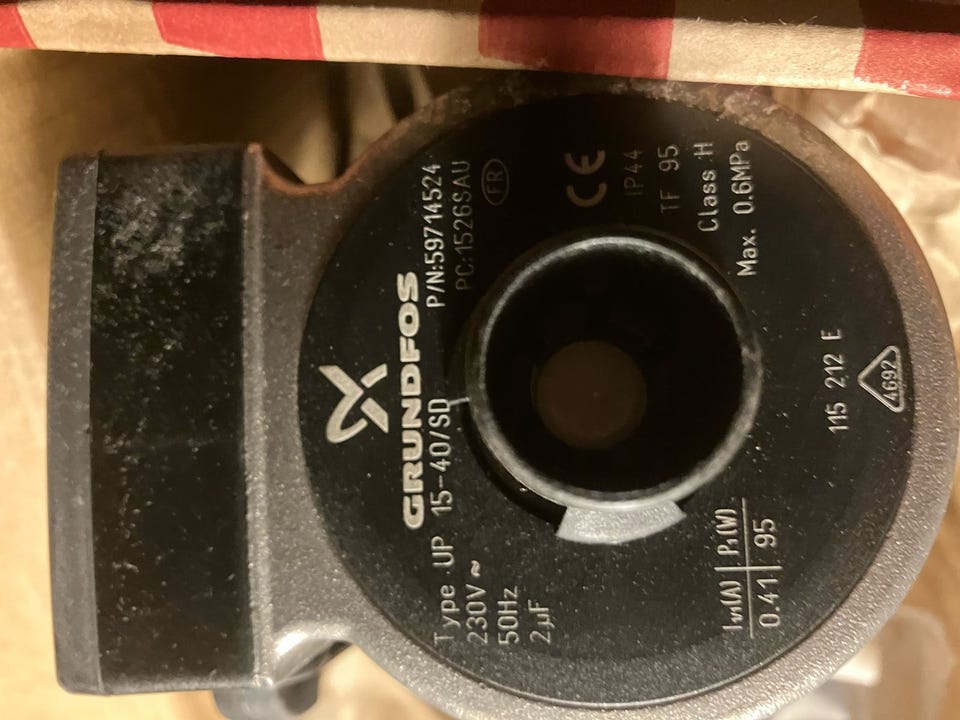 GRUNDFOS
Type UP 15-40/SD
230V ~
50Hz
2µF
P/N:59714524
PC:1526SAU
FR
CE
IP44
TF 95
Class H
Max. 0.6MPa
I₁/₁(A) P₁(W)
0.41 95
115 212 E
4692